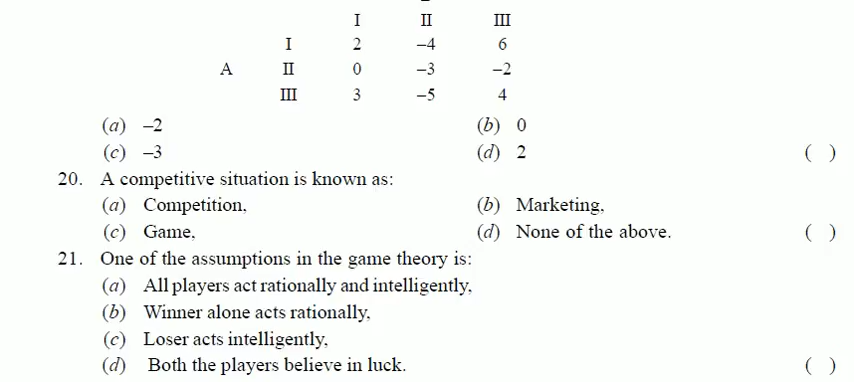 I II III
I 2 –4 6
A II 0 –3 –2
III 3 –5 4
(a) –2 (b) 0
(c) –3 (d) 2 ( )
20. A competitive situation is known as:
(a) Competition, (b) Marketing,
(c) Game, (d) None of the above. ( )
21. One of the assumptions in the game theory is:
(a) All players act rationally and intelligently,
(b) Winner alone acts rationally,
(c) Loser acts intelligently,
(d) Both the players believe in luck. ( )